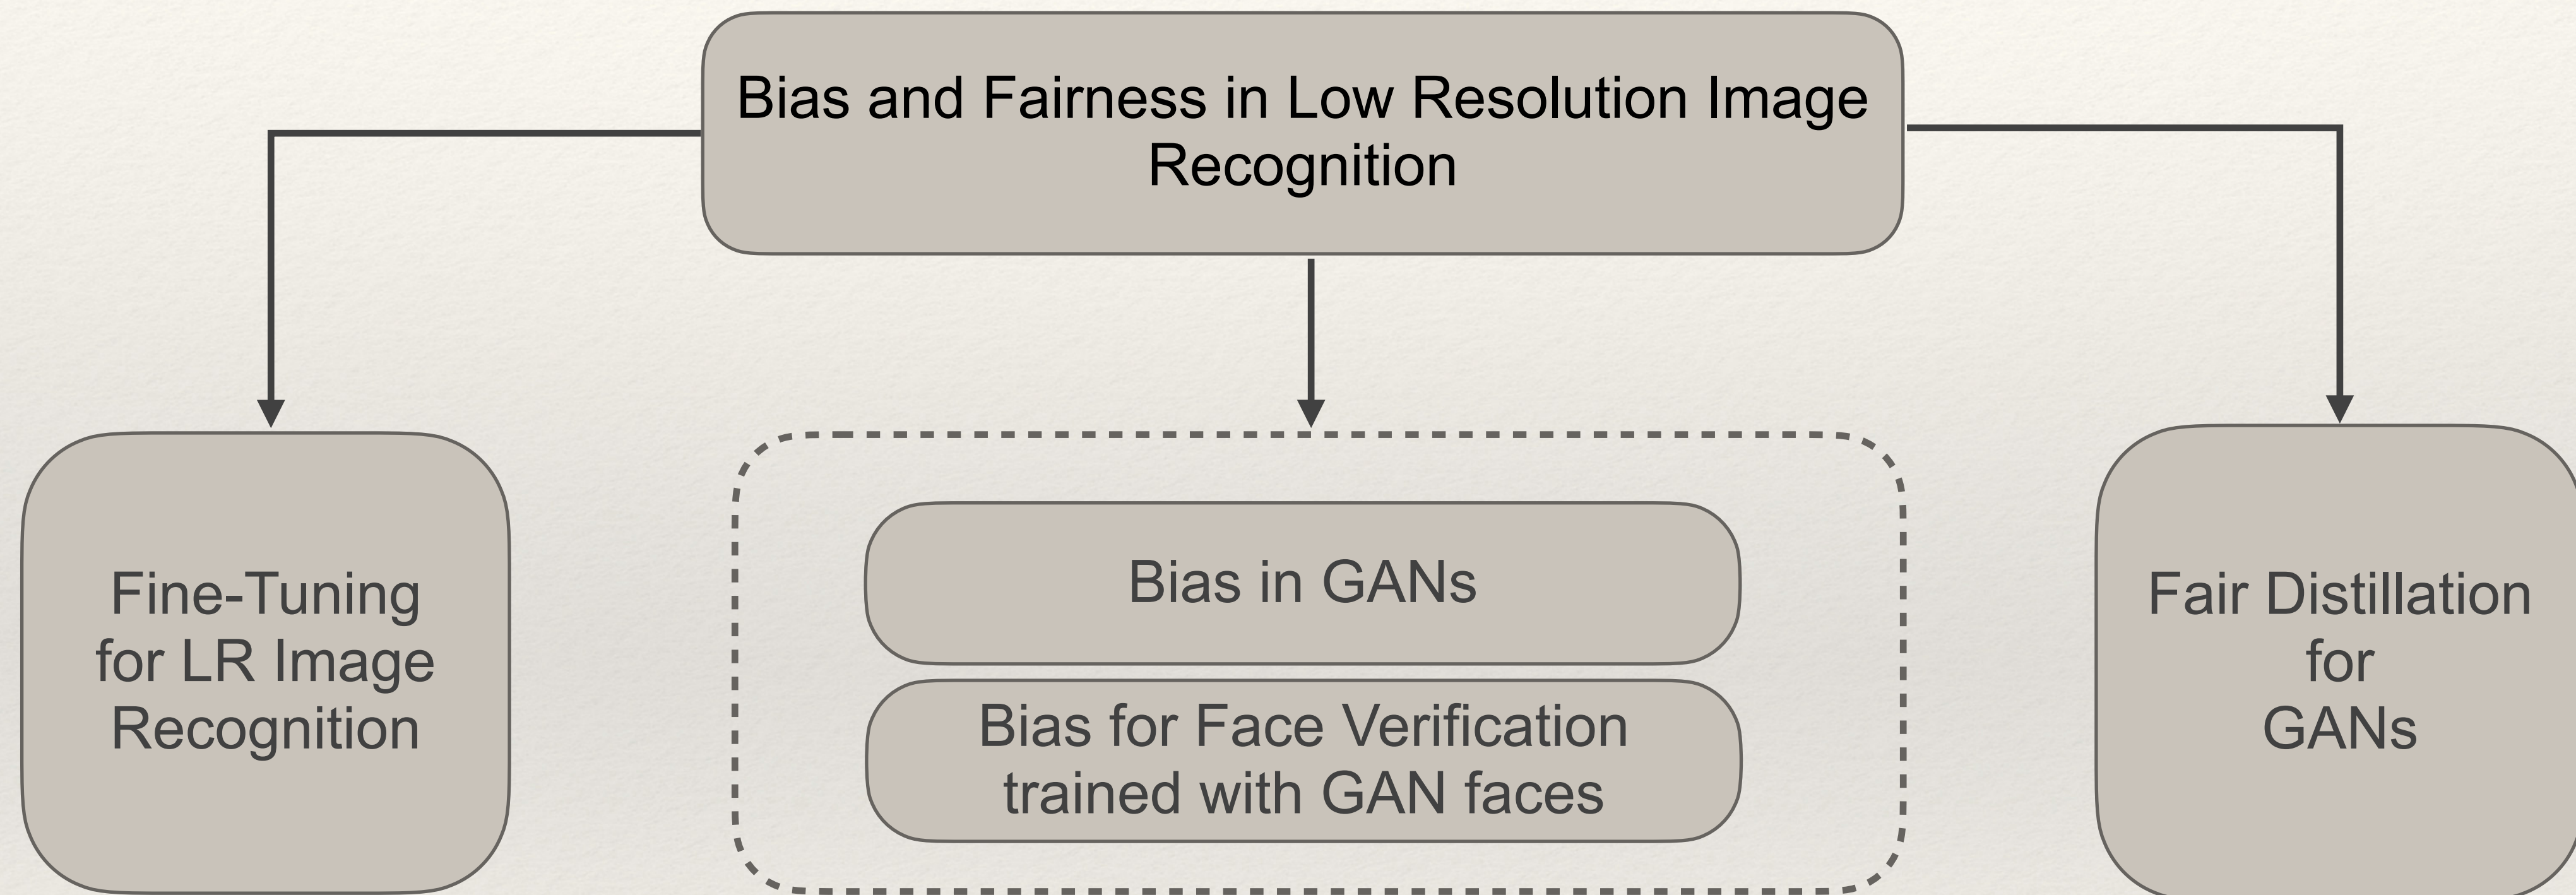 Bias and Fairness in Low Resolution Image
Recognition
Fine-Tuning
for LR Image
Recognition
Bias in GANs
Bias for Face Verification
trained with GAN faces
Fair Distillation
for
GANs